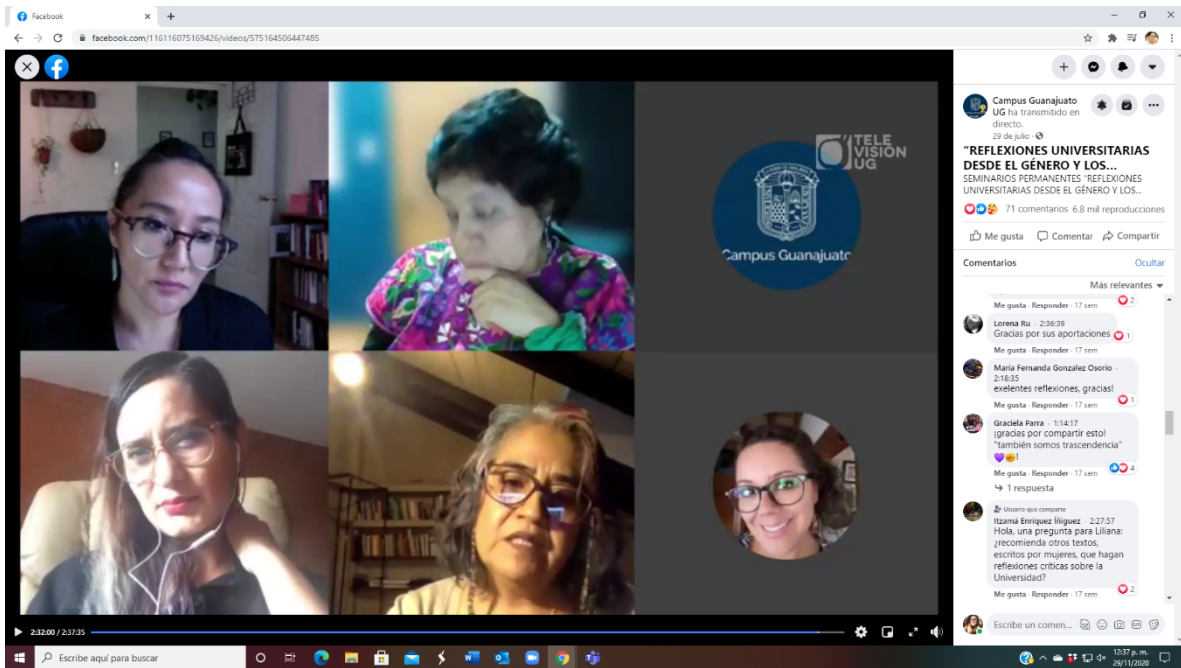 Facebook
facebook.com/116116075169426/videos/575164506447485
TELE
VISIÓN
UG
Campus Guanajuato
2:32:00 / 2:37:35
Campus Guanajuato
UG ha transmitido en
directo.
29 de julio ·
"REFLEXIONES UNIVERSITARIAS
DESDE EL GÉNERO Y LOS...
SEMINARIOS PERMANENTES "REFLEXIONES
UNIVERSITARIAS DESDE EL GÉNERO Y LOS...
71 comentarios 6.8 mil reproducciones
Me gusta Comentar Compartir
Comentarios Ocultar
Más relevantes
Me gusta · Responder · 17 sem 2
Lorena Ru · 2:36:39
Gracias por sus aportaciones 1
Me gusta · Responder · 17 sem
María Fernanda Gonzalez Osorio ·
2:18:35
exelentes reflexiones, gracias!
Me gusta · Responder · 17 sem 1
Graciela Parra · 1:14:17
¡gracias por compartir esto!
"también somos trascendencia"
💜✊!
Me gusta · Responder · 17 sem 4
1 respuesta
Usuario que comparte
Itzamá Enríquez Íñiguez · 2:27:57
Hola, una pregunta para Liliana:
¿recomienda otros textos,
escritos por mujeres, que hagan
reflexiones críticas sobre la
Universidad?
Me gusta · Responder · 17 sem 2
Escribe un comen...
GIF
Escribe aquí para buscar
12:37 p. m.
29/11/2020